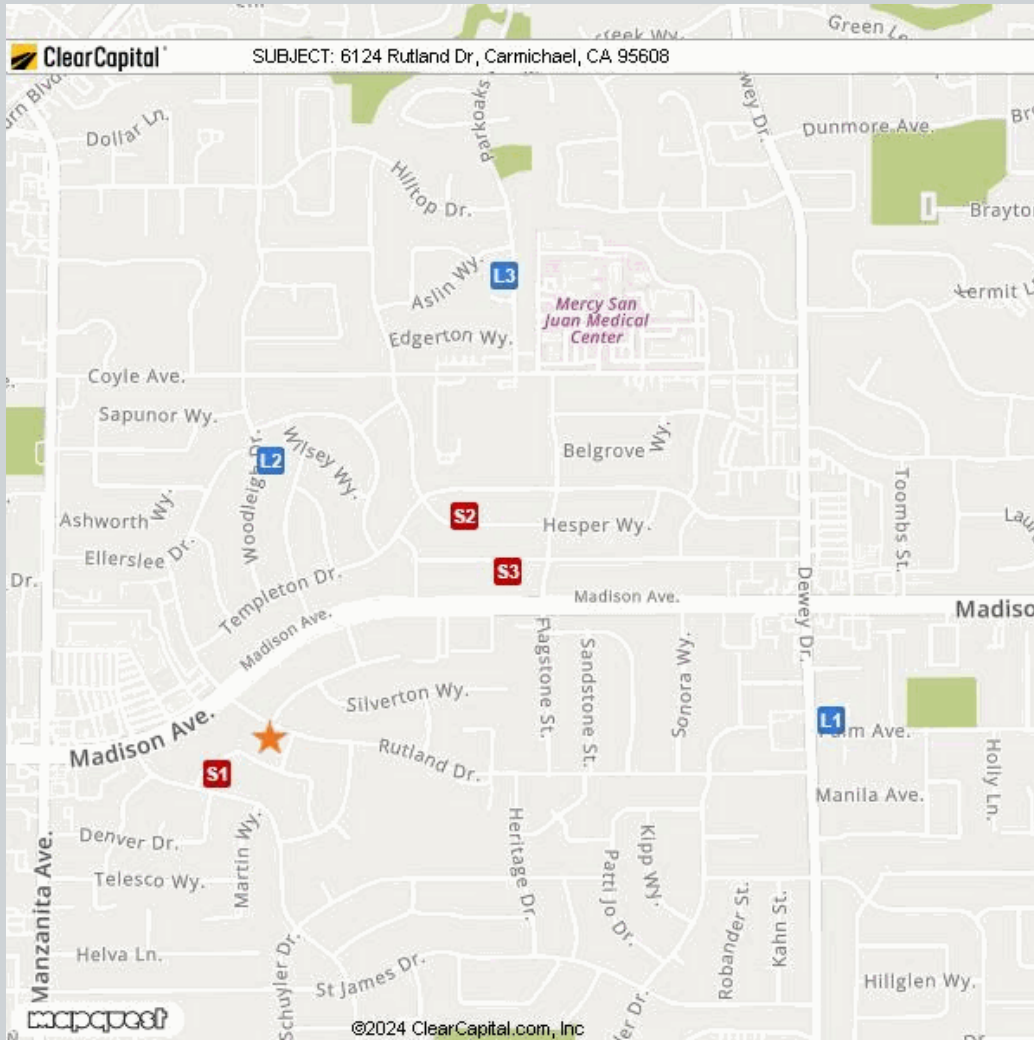 Green
ClearCapital
SUBJECT: 6124 Rutland Dr, Carmichael, CA 95608
Dollar Ln.
Parkoaks
Dunmore Ave.
Hilltop Dr.
Brayto
Aslin Wy.
L3
Mercy San
Juan Medical
Center
Edgerton Wy.
Coyle Ave.
Sapunor Wy.
Wilsey Wy.
L2
Woodleigh Dr.
Belgrove Wy.
Toombs St.
Ashworth Wy.
S2
Hesper Wy.
Ellerslee Dr.
S3
Dr.
Templeton Dr.
Madison Ave.
Dewey Dr.
Madiso
Madison Ave.
Flagstone St.
Sandstone St.
Sonora Wy.
Silverton Wy.
Madison Ave.
L1
Rutland Dr.
S1
Holly Ln.
Manila Ave.
Denver Dr.
Martin Wy.
Heritage Dr.
Kipp Wy.
Patti Jo Dr.
Telesco Wy.
Manzanita Ave.
Robander St.
Kahn St.
Helva Ln.
Schuyler Dr.
St James Dr.
Hillglen Wy.
mapquest
©2024 ClearCapital.com, Inc